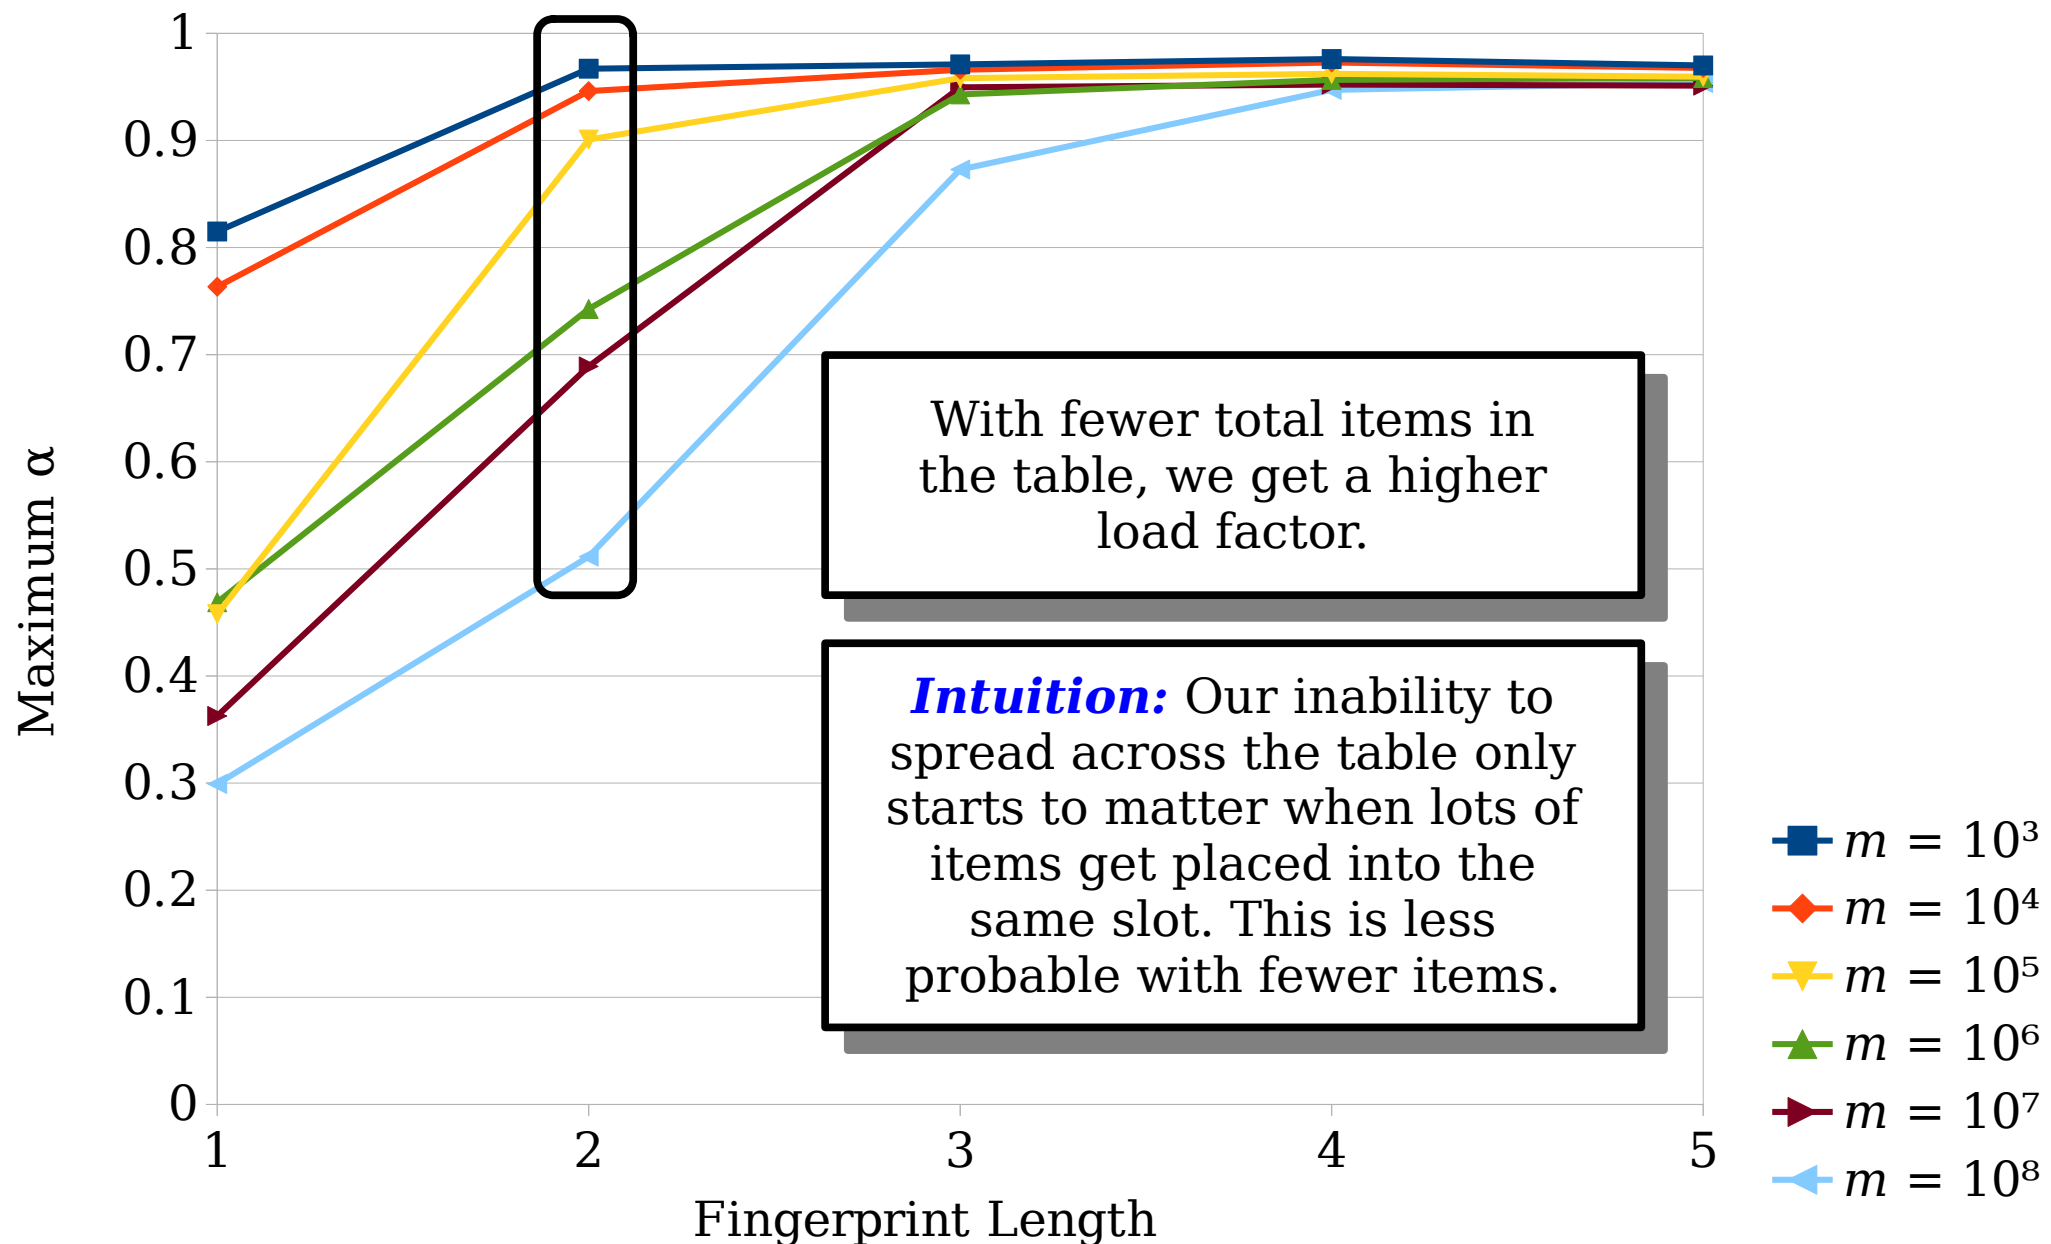 1
0.9
0.8
0.7
0.6
0.5
0.4
0.3
0.2
0.1
0
Maximum α
1 2 3 4 5
Fingerprint Length
With fewer total items in
the table, we get a higher
load factor.
Intuition: Our inability to
spread across the table only
starts to matter when lots of
items get placed into the
same slot. This is less
probable with fewer items.
m = 10³
m = 10⁴
m = 10⁵
m = 10⁶
m = 10⁷
m = 10⁸